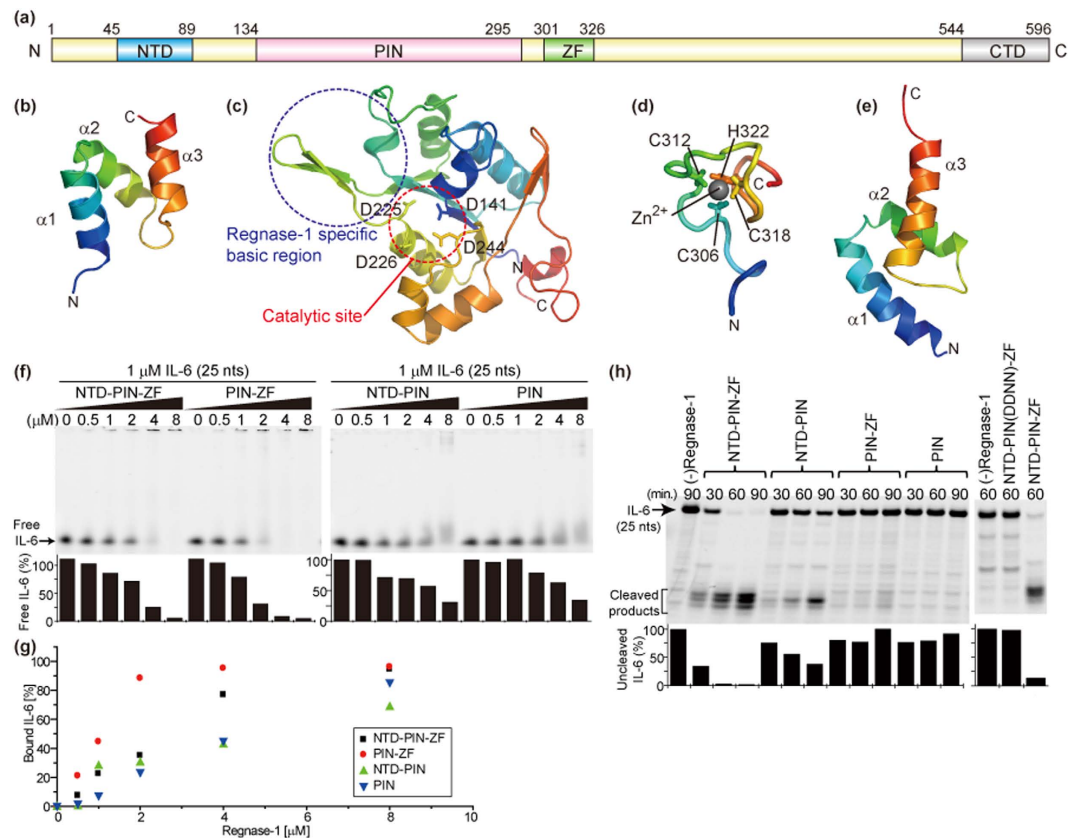 (a)
1 45 89 134 295 301 326 544 596
N NTD PIN ZF CTD C
(b)
α1
α2
α3
N
C
(c)
D225
D141
D226
D244
Regnase-1 specific
basic region
Catalytic site
N
C
(d)
C312
H322
Zn2+
C
C318
C306
N
(e)
C
α3
α2
α1
N
(f)
1 μM IL-6 (25 nts) 1 μM IL-6 (25 nts)
NTD-PIN-ZF PIN-ZF NTD-PIN PIN
(μM) 0 0.5 1 2 4 8 0 0.5 1 2 4 8 0 0.5 1 2 4 8 0 0.5 1 2 4 8
Free
IL-6
Free IL-6 (%)
100
50
0
100
50
0
(g)
Bound IL-6 [%]
100
80
60
40
20
0
0 2 4 6 8 10
Regnase-1 [μM]
NTD-PIN-ZF
PIN-ZF
NTD-PIN
PIN
(h)
(-)Regnase-1
NTD-PIN-ZF
NTD-PIN
PIN-ZF
PIN
(-)Regnase-1
NTD-PIN(DDNN)-ZF
NTD-PIN-ZF
(min.) 90 30 60 90 30 60 90 30 60 90 30 60 90 60 60 60
IL-6
(25 nts)
Cleaved
products
Uncleaved
IL-6 (%)
100
50
0
100
50
0